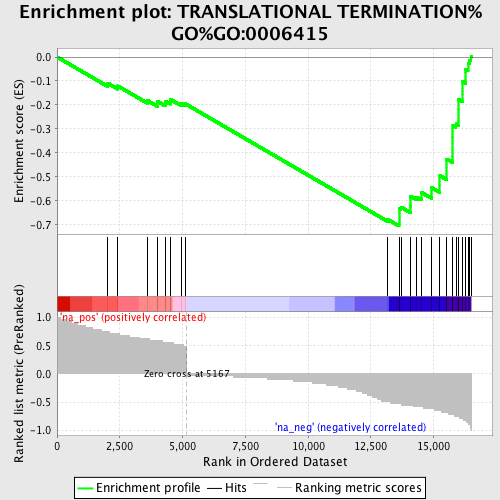 Enrichment plot: TRANSLATIONAL TERMINATION%
GO%GO:0006415
Enrichment score (ES)
0.0
-0.1
-0.2
-0.3
-0.4
-0.5
-0.6
-0.7
Ranked list metric (PreRanked)
1.0
0.5
0.0
-0.5
-1.0
'na_pos' (positively correlated)
Zero cross at 5167
'na_neg' (negatively correlated)
0
2,500
5,000
7,500
10,000
12,500
15,000
Rank in Ordered Dataset
Enrichment profile
Hits
Ranking metric scores